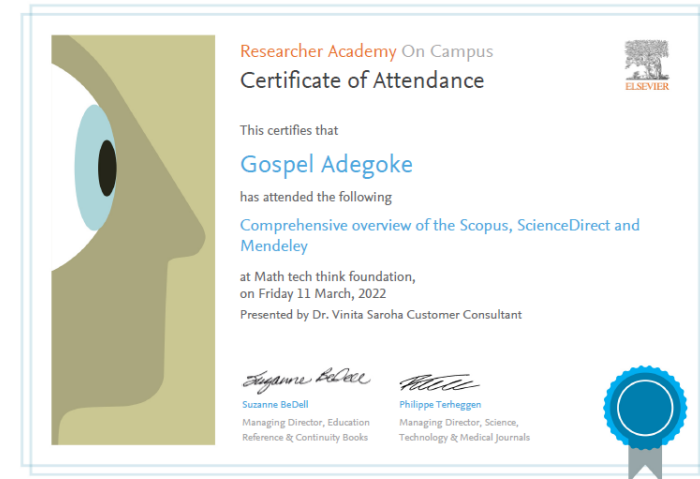 Researcher Academy On Campus
Certificate of Attendance
ELSEVIER
This certifies that
Gospel Adegoke
has attended the following
Comprehensive overview of the Scopus, ScienceDirect and
Mendeley
at Math tech think foundation,
on Friday 11 March, 2022
Presented by Dr. Vinita Saroha Customer Consultant
Suzanne BeDell
Suzanne BeDell
Managing Director, Education
Reference & Continuity Books
Philippe Terheggen
Managing Director, Science,
Technology & Medical Journals